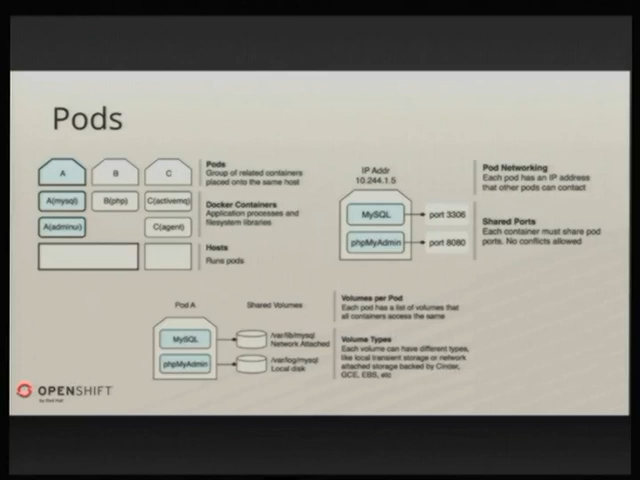 Pods
A
B
C
A(mysql)
B(php)
C(activemq)
A(adminui)
C(agent)
Pods
Group of related containers
placed onto the same host
Docker Containers
Application processes and
filesystem libraries
Hosts
Runs pods
IP Addr
10.244.1.5
MySQL
port 3306
phpMyAdmin
port 8080
Pod Networking
Each pod has an IP address
that other pods can contact
Shared Ports
Each container must share pod
ports. No conflicts allowed
Pod A
Shared Volumes
MySQL
/var/lib/mysql
Network Attached
phpMyAdmin
/var/log/mysql
Local disk
Volumes per Pod
Each pod has a list of volumes that
all containers access the same
Volume Types
Each volume can have different types,
like local transient storage or network
attached storage backed by Cinder,
GCE, EBS, etc
OPENSHIFT
by Red Hat